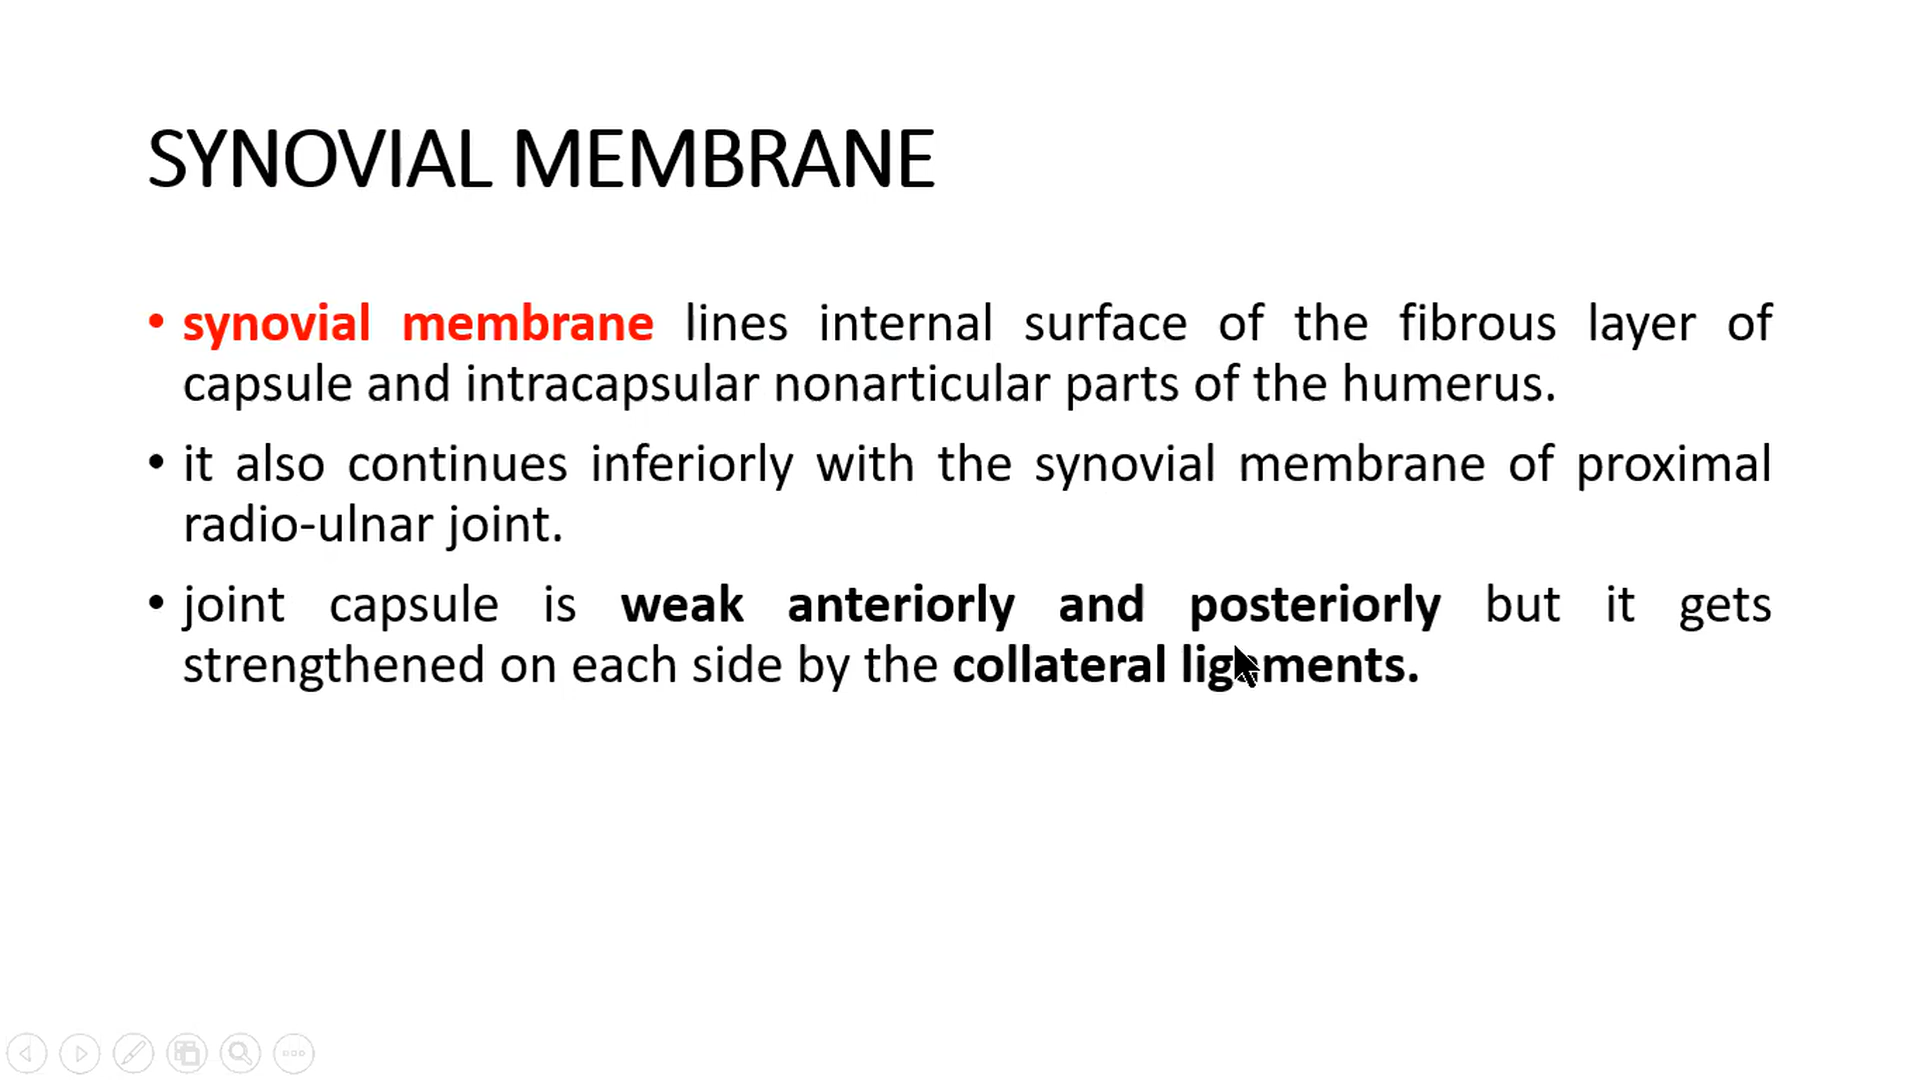 SYNOVIAL MEMBRANE
• synovial membrane lines internal surface of the fibrous layer of
capsule and intracapsular nonarticular parts of the humerus.
• it also continues inferiorly with the synovial membrane of proximal
radio-ulnar joint.
• joint capsule is weak anteriorly and posteriorly but it gets
strengthened on each side by the collateral ligaments.